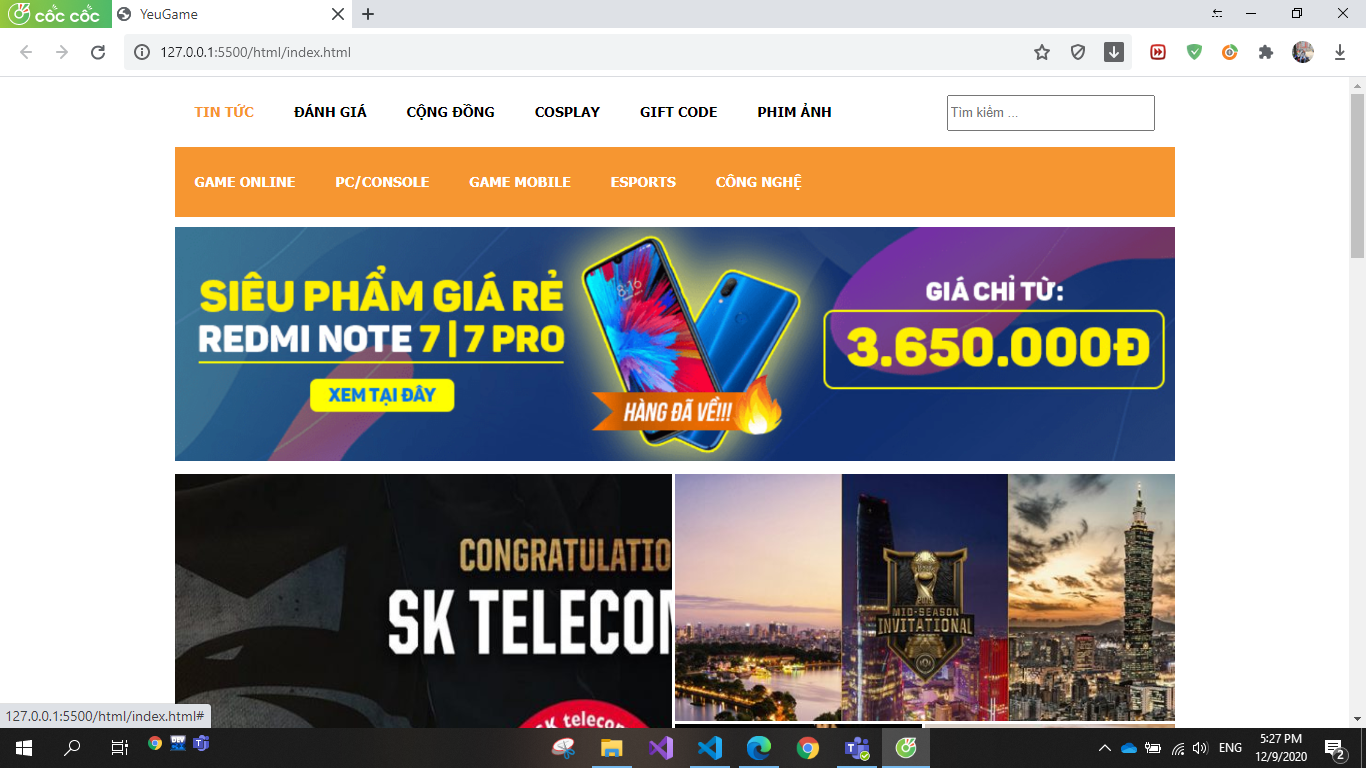 cốc cốc
YeuGame
127.0.0.1:5500/html/index.html
TIN TỨC ĐÁNH GIÁ CỘNG ĐỒNG COSPLAY GIFT CODE PHIM ẢNH
Tìm kiếm ...
GAME ONLINE PC/CONSOLE GAME MOBILE ESPORTS CÔNG NGHỆ
SIÊU PHẨM GIÁ RẺ
REDMI NOTE 7 | 7 PRO
XEM TẠI ĐÂY
8:16
HÀNG ĐÃ VỀ!!!
GIÁ CHỈ TỪ:
3.650.000Đ
CONGRATULATIO
SK TELECOM
SK telecom
MID-SEASON
INVITATIONAL
127.0.0.1:5500/html/index.html#
DEV
ENG
5:27 PM
12/9/2020
2